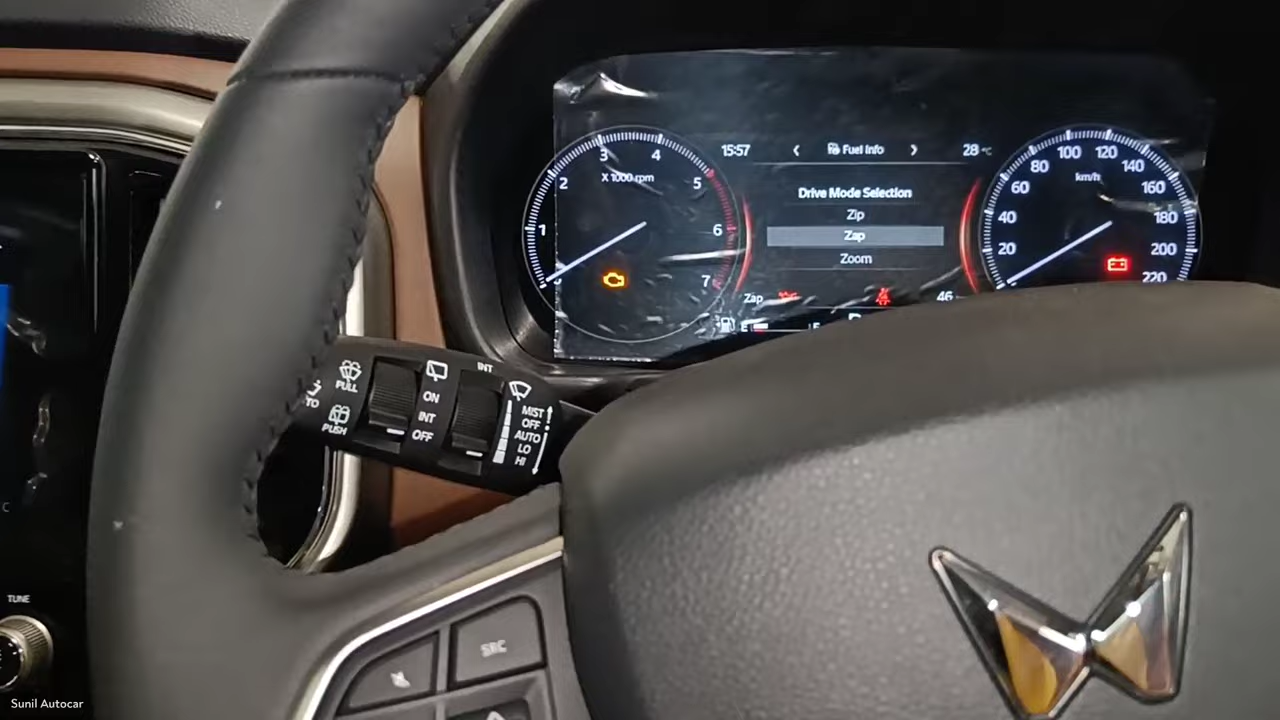 15:57
Fuel Info
28 °C
Drive Mode Selection
Zip
Zap
Zoom
Zap
46
E
1
2
3
4
5
6
7
X 1000 rpm
20
40
60
80
100
120
140
160
180
200
220
km/h
PULL
PUSH
ON
INT
OFF
INT
MIST
OFF
AUTO
LO
HI
TUNE
SRC
Sunil Autocar